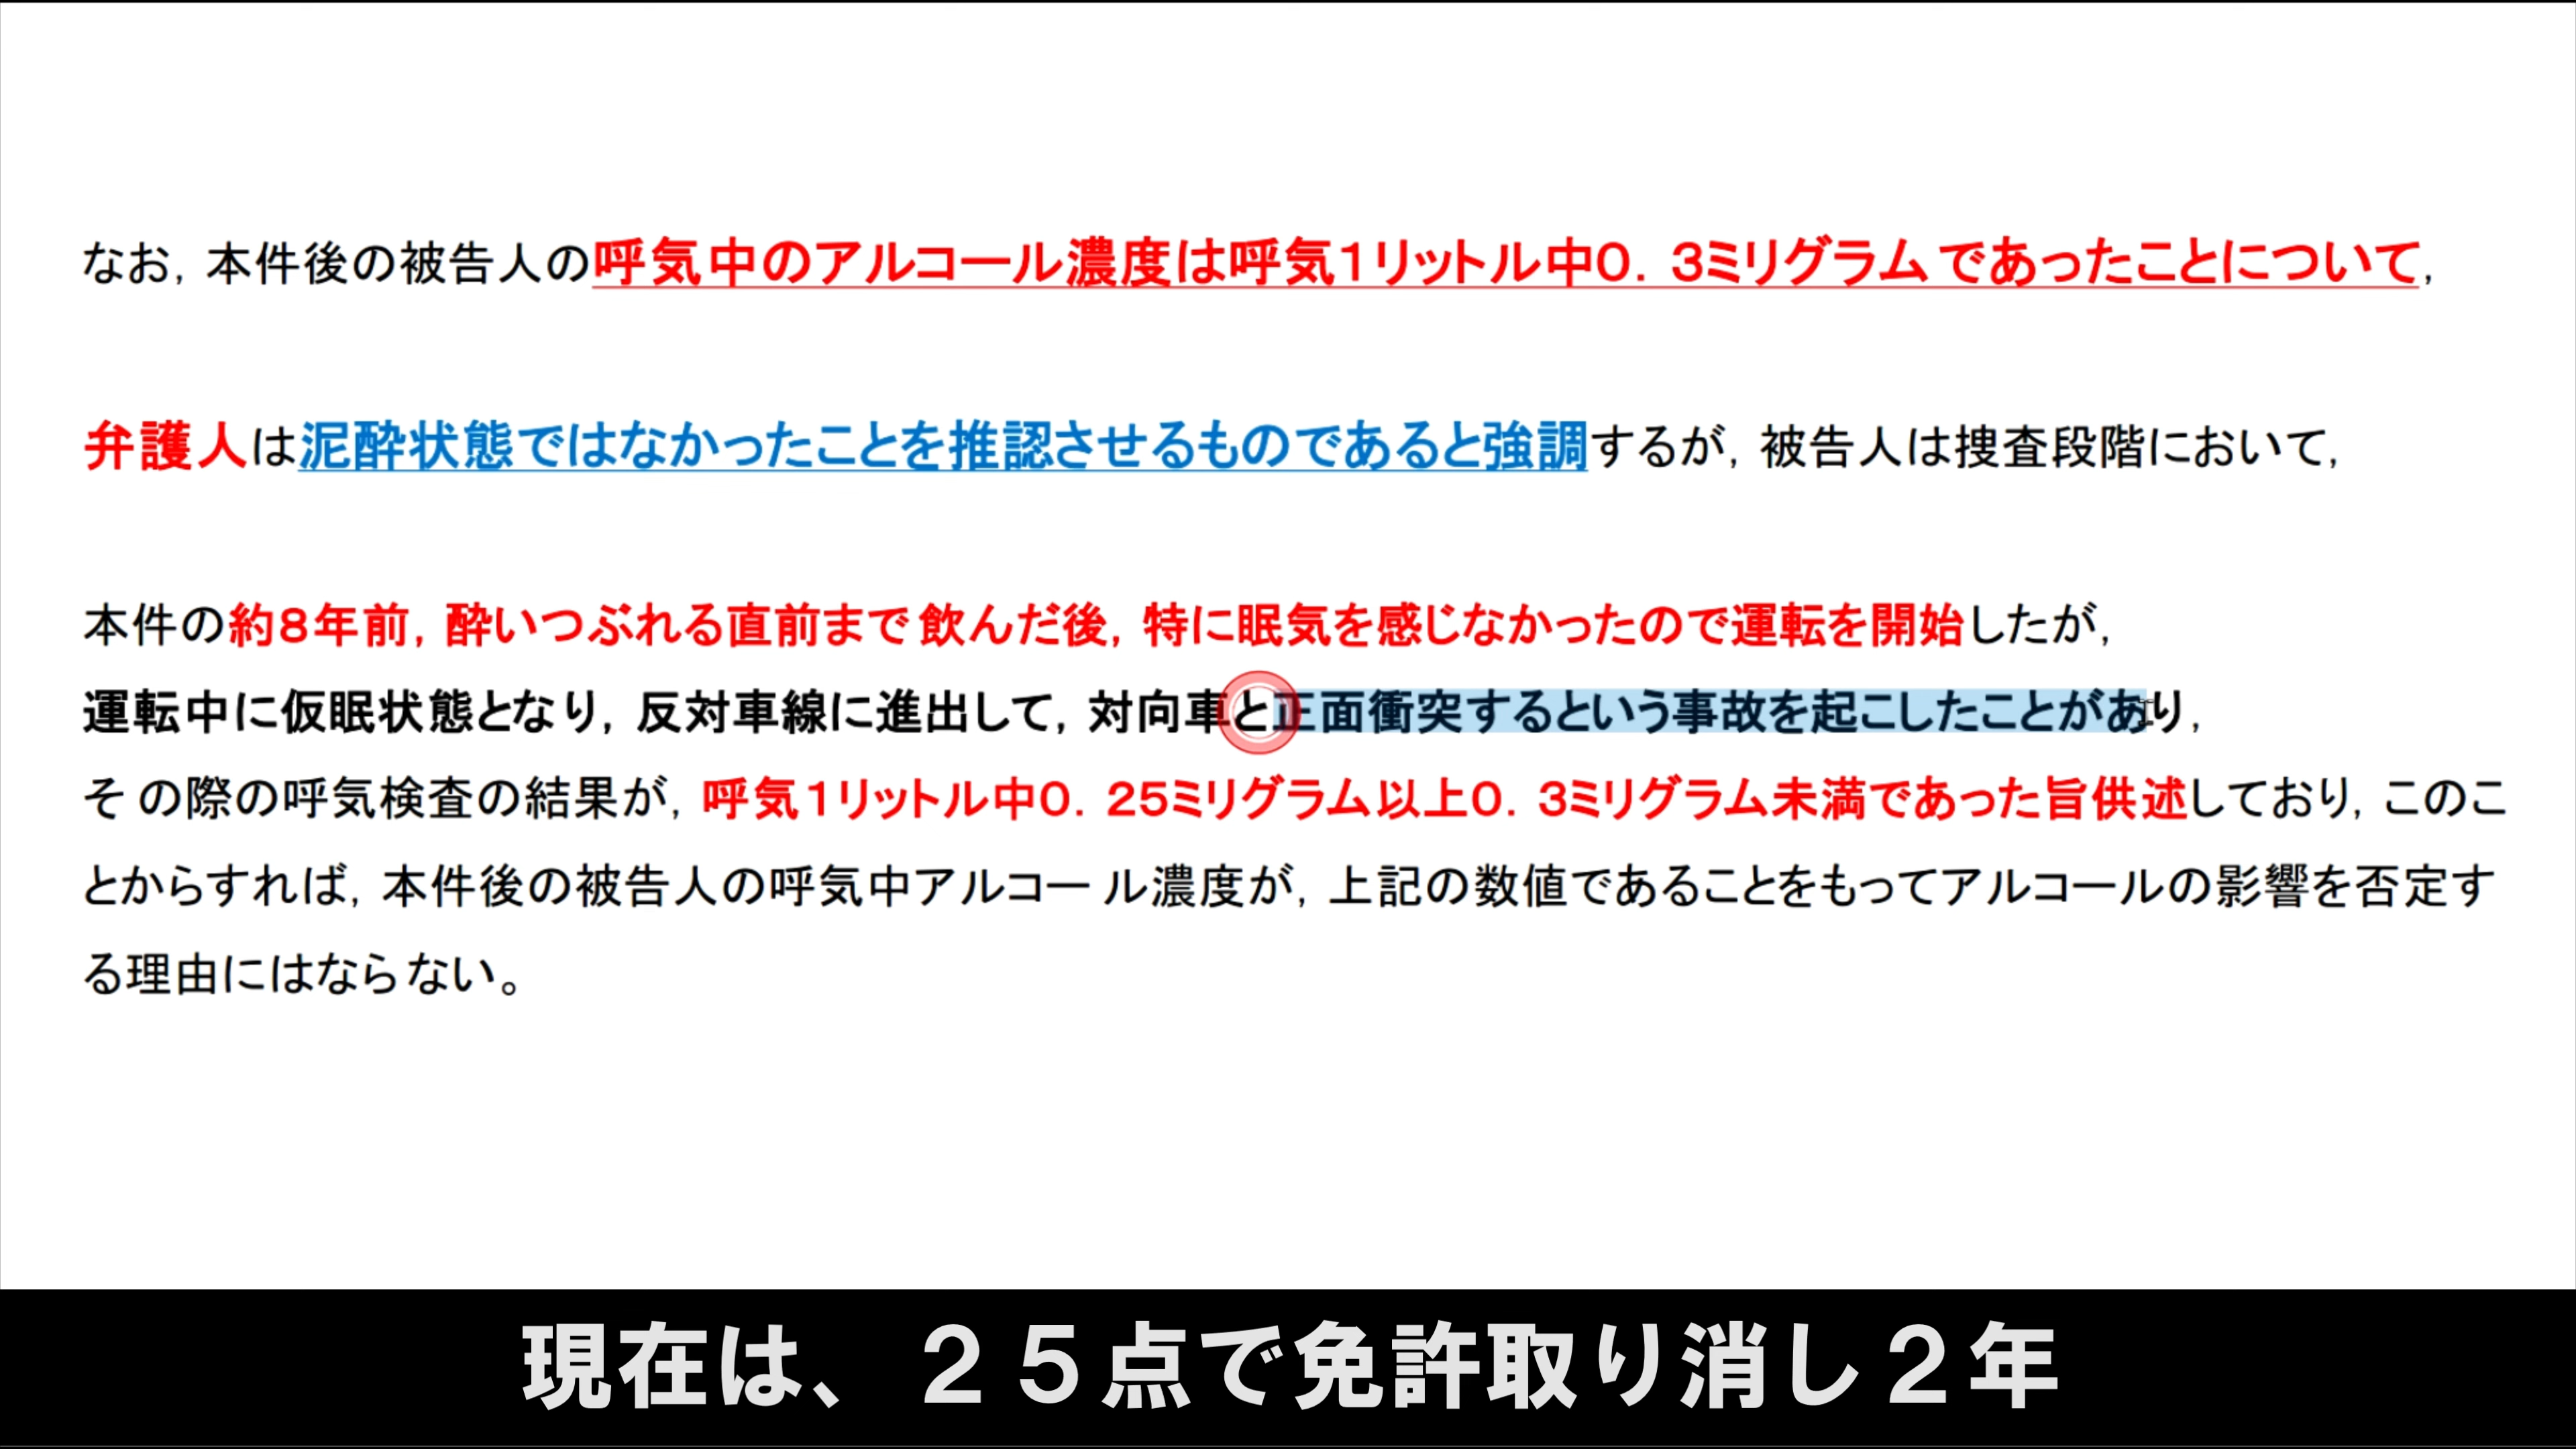 なお，本件後の被告人の呼気中のアルコール濃度は呼気１リットル中０．３ミリグラムであったことについて，
弁護人は泥酔状態ではなかったことを推認させるものであると強調するが，被告人は捜査段階において，
本件の約８年前，酔いつぶれる直前まで飲んだ後，特に眠気を感じなかったので運転を開始したが，
運転中に仮眠状態となり，反対車線に進出して，対向車と正面衝突するという事故を起こしたことがあり，
その際の呼気検査の結果が，呼気１リットル中０．２５ミリグラム以上０．３ミリグラム未満であった旨供述しており，このこ
とからすれば，本件後の被告人の呼気中アルコール濃度が，上記の数値であることをもってアルコールの影響を否定す
る理由にはならない。
現在は、２５点で免許取り消し２年